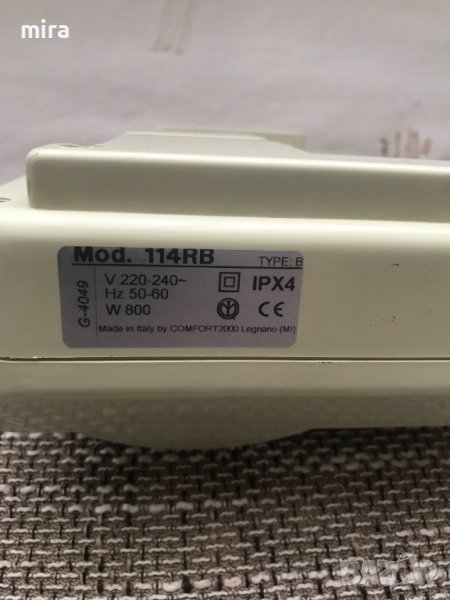 mira
Mod. 114RB
TYPE: B
G-4049
V 220-240~
IPX4
Hz 50-60
W 800
CE
Made in Italy by COMFORT2000 Legnano (MI)
БАЗАР